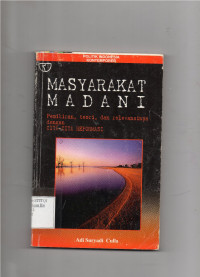 POLITIK INDONESIA
KONTEMPORER
MASYARAKAT
MADANI
Pemikiran, teori, dan relevansinya
dengan
CITA-CITA REFORMASI
Adi Suryadi Culla